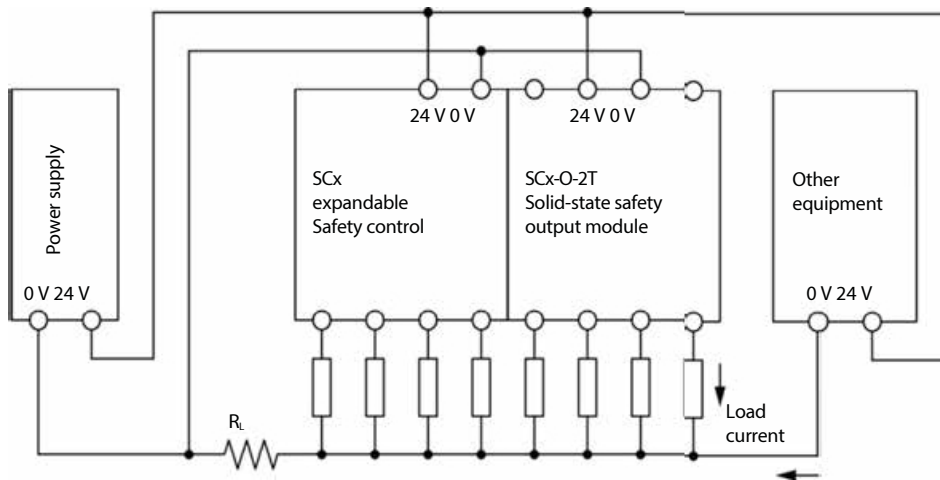 24 V 0 V
24 V 0 V
Power supply
SCx
expandable
Safety control
SCx-O-2T
Solid-state safety
output module
Other
equipment
0 V 24 V
0 V 24 V
RL
Load
current